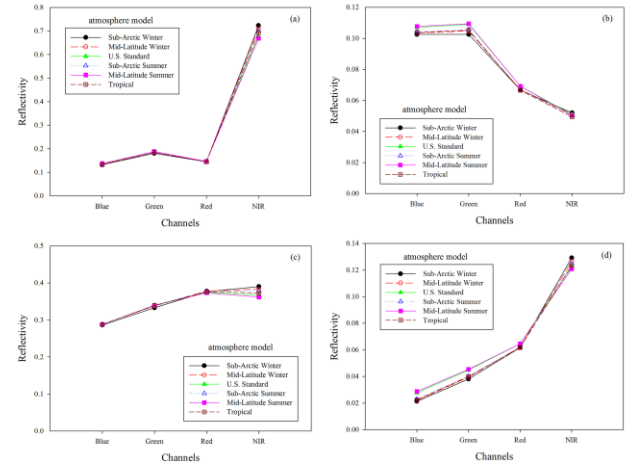 (a)
atmosphere model
Sub-Arctic Winter
Mid-Latitude Winter
U.S. Standard
Sub-Arctic Summer
Mid-Latitude Summer
Tropical
Reflectivity
0.8
0.7
0.6
0.5
0.4
0.3
0.2
0.1
0.0
Blue Green Red NIR
Channels
(b)
atmosphere model
Sub-Arctic Winter
Mid-Latitude Winter
U.S. Standard
Sub-Arctic Summer
Mid-Latitude Summer
Tropical
Reflectivity
0.12
0.10
0.08
0.06
0.04
0.02
0.00
Blue Green Red NIR
Channels
(c)
atmosphere model
Sub-Arctic Winter
Mid-Latitude Winter
U.S. Standard
Sub-Arctic Summer
Mid-Latitude Summer
Tropical
Reflectivity
0.5
0.4
0.3
0.2
0.1
0.0
Blue Green Red NIR
Channels
(d)
atmosphere model
Sub-Arctic Winter
Mid-Latitude Winter
U.S. Standard
Sub-Arctic Summer
Mid-Latitude Summer
Tropical
Reflectivity
0.14
0.12
0.10
0.08
0.06
0.04
0.02
0.00
Blue Green Red NIR
Channels